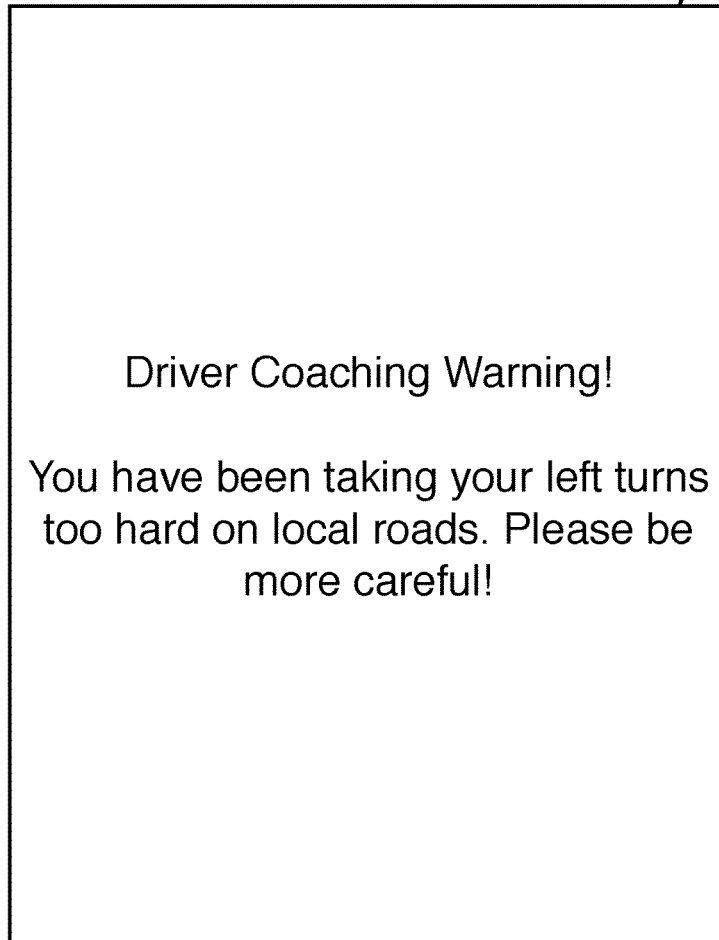 Driver Coaching Warning!
You have been taking your left turns
too hard on local roads. Please be
more careful!